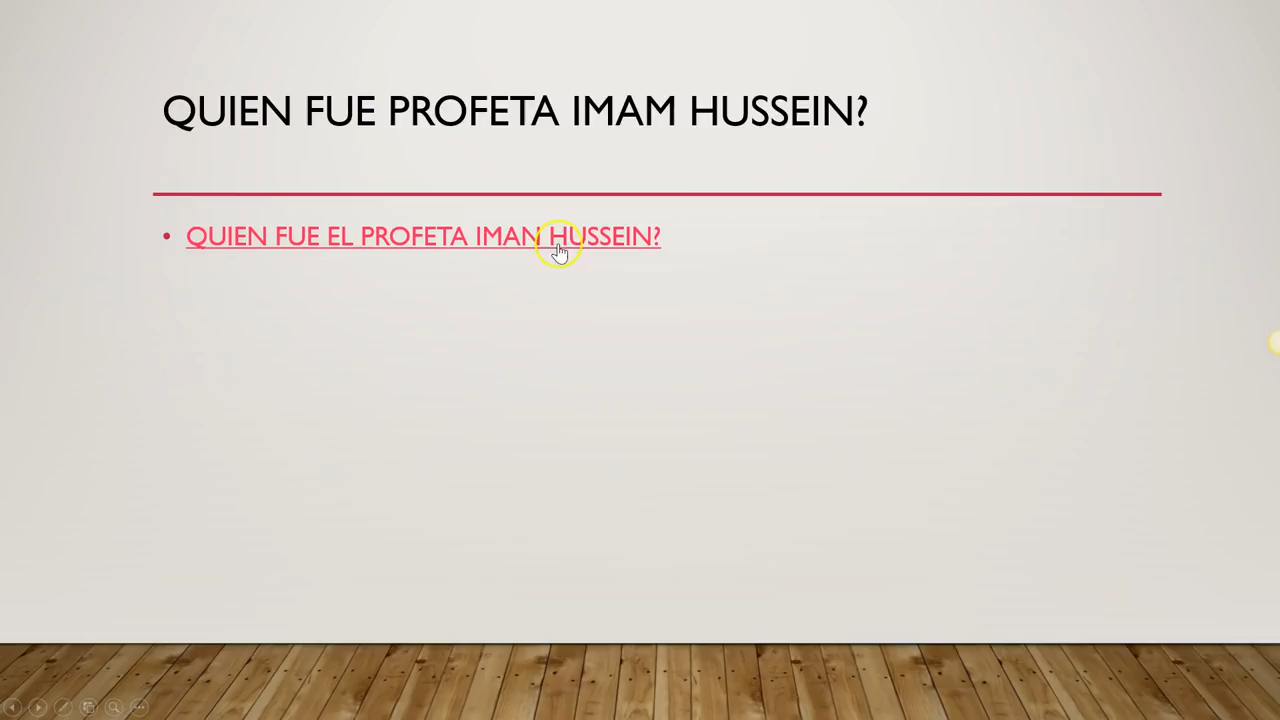 QUIEN FUE PROFETA IMAM HUSSEIN?
• QUIEN FUE EL PROFETA IMAN HUSSEIN?